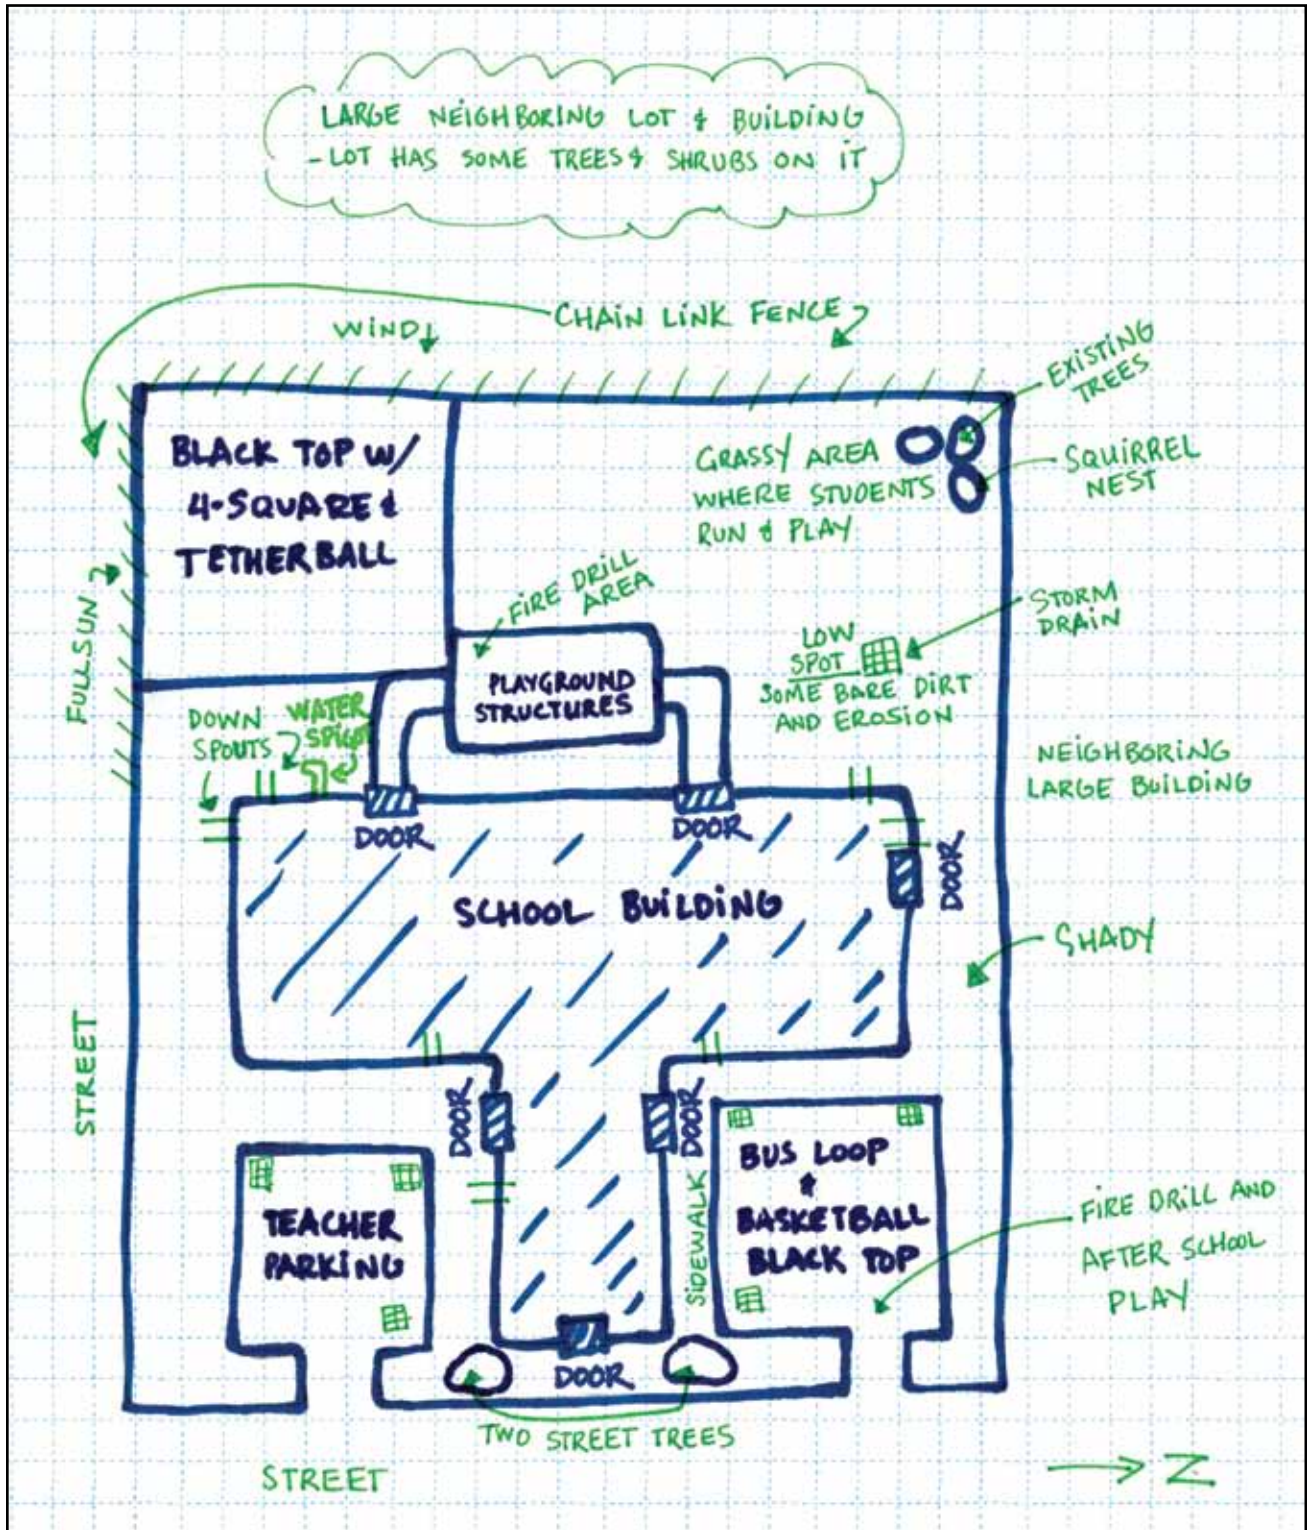 LARGE NEIGHBORING LOT & BUILDING
- LOT HAS SOME TREES & SHRUBS ON IT
CHAIN LINK FENCE
WIND
EXISTING
TREES
BLACK TOP W/
4-SQUARE &
TETHERBALL
GRASSY AREA
WHERE STUDENTS
RUN & PLAY
SQUIRREL
NEST
FIRE DRILL
AREA
STORM
DRAIN
FULL SUN
LOW
SPOT
SOME BARE DIRT
AND EROSION
PLAYGROUND
STRUCTURES
DOWN
SPOUTS
WATER
SPIGOT
NEIGHBORING
LARGE BUILDING
DOOR
DOOR
DOOR
SCHOOL BUILDING
SHADY
STREET
DOOR
DOOR
SIDEWALK
BUS LOOP
&
BASKETBALL
BLACK TOP
TEACHER
PARKING
FIRE DRILL AND
AFTER SCHOOL
PLAY
DOOR
TWO STREET TREES
STREET
Z